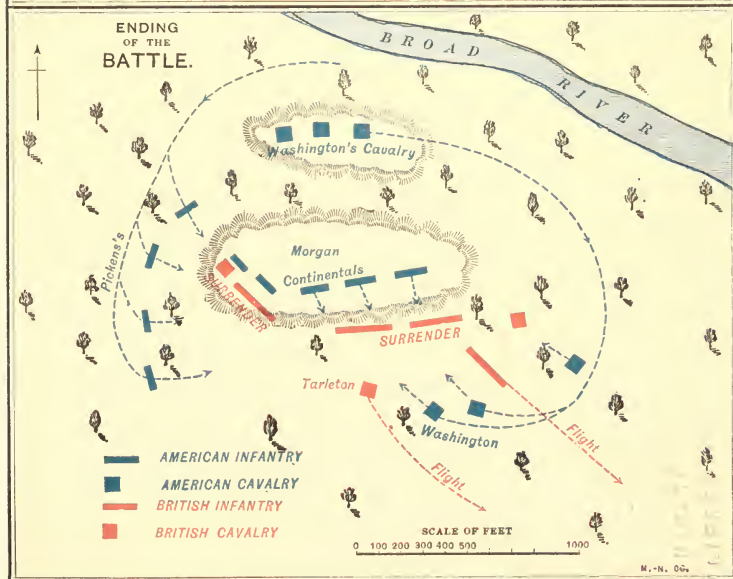 ENDING
OF THE
BATTLE.
BROAD RIVER
Washington's Cavalry
Pickens's
Morgan
Continentals
SURRENDER
SURRENDER
Tarleton
Washington
Flight
Flight
AMERICAN INFANTRY
AMERICAN CAVALRY
BRITISH INFANTRY
BRITISH CAVALRY
SCALE OF FEET
0 100 200 300 400 500 1000
M.-N. CO.